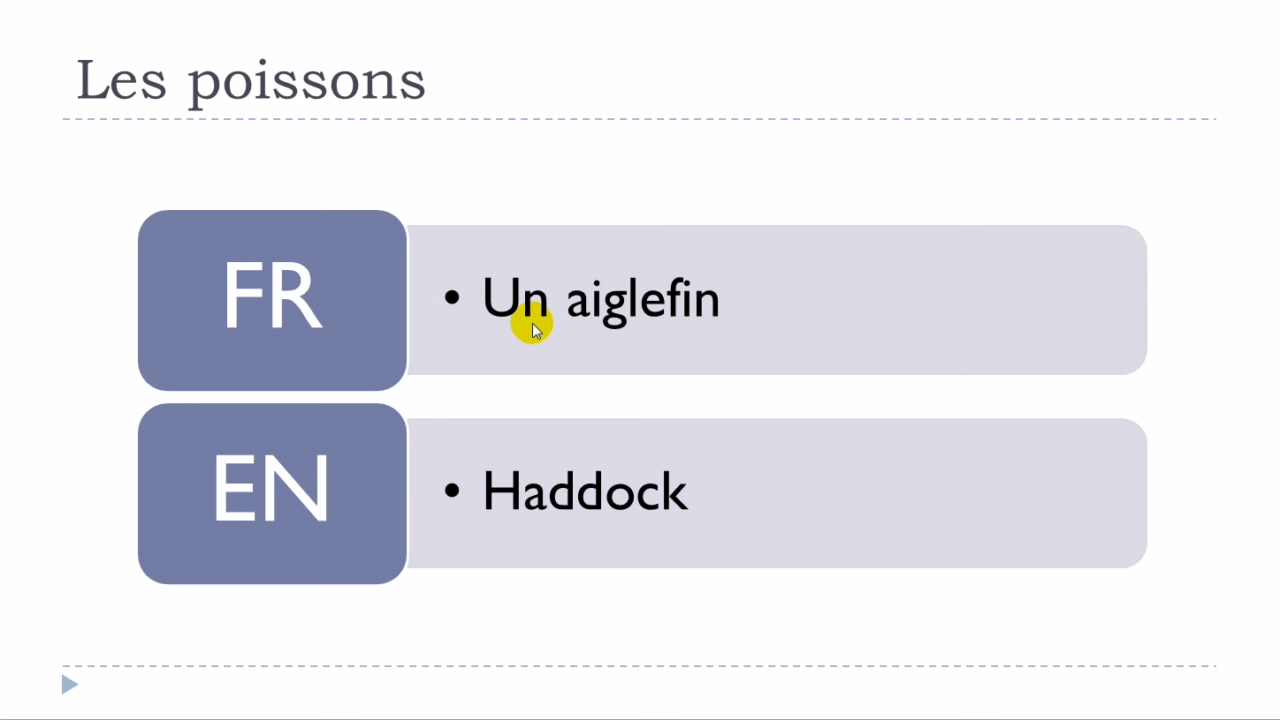 Les poissons
FR
• Un aiglefin
EN
• Haddock